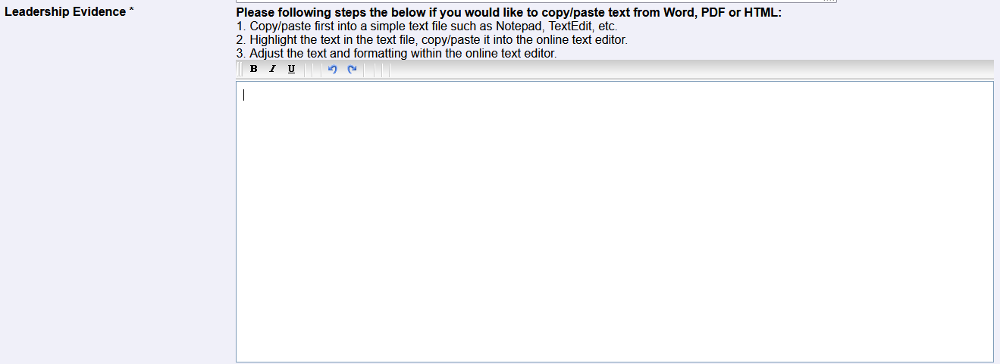 Leadership Evidence *
Please following steps the below if you would like to copy/paste text from Word, PDF or HTML:
1. Copy/paste first into a simple text file such as Notepad, TextEdit, etc.
2. Highlight the text in the text file, copy/paste it into the online text editor.
3. Adjust the text and formatting within the online text editor.
B I U